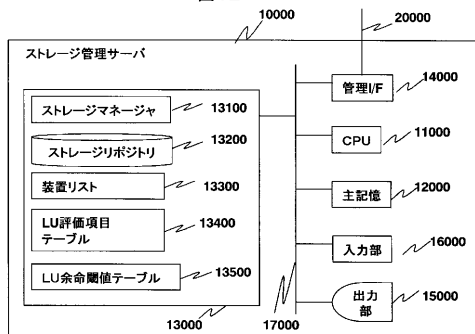 10000
20000
ストレージ管理サーバ
ストレージマネージャ
13100
ストレージリポジトリ
13200
装置リスト
13300
LU評価項目
テーブル
13400
LU余命閾値テーブル
13500
13000
17000
管理I/F
14000
CPU
11000
主記憶
12000
入力部
16000
出力
部
15000